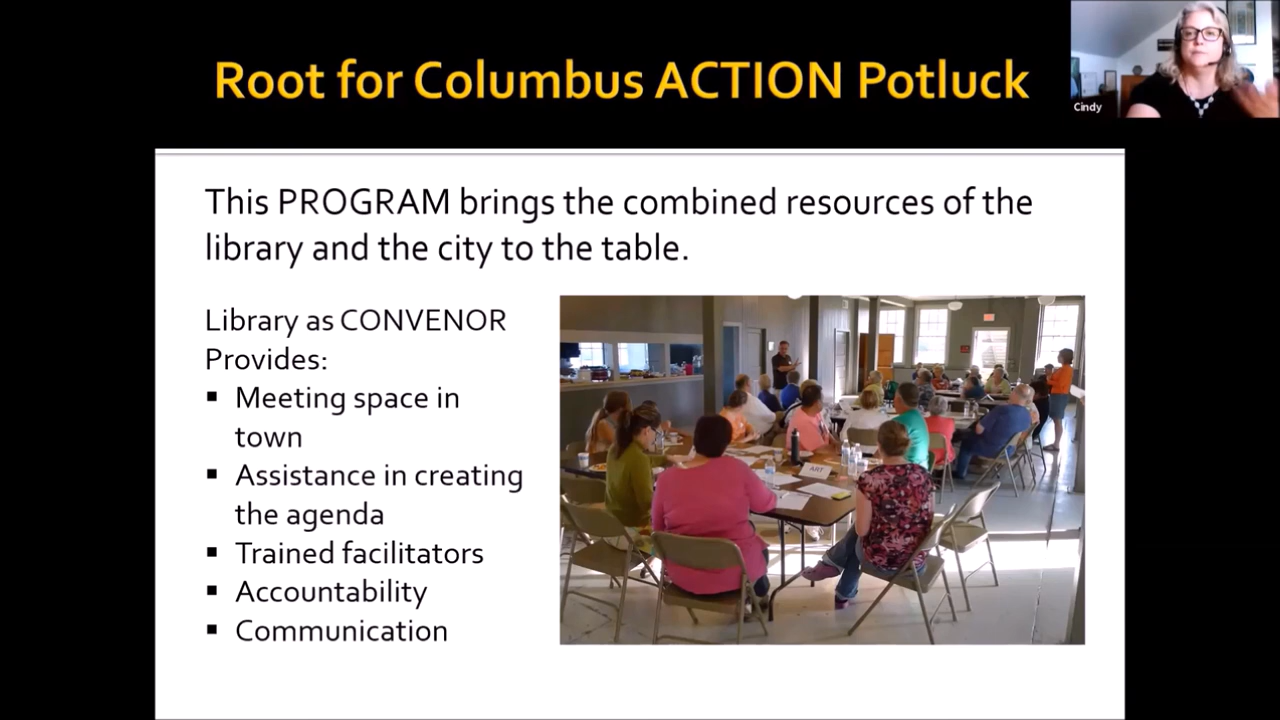 Root for Columbus ACTION Potluck
Cindy
This PROGRAM brings the combined resources of the
library and the city to the table.
Library as CONVENOR
Provides:
▪ Meeting space in
town
▪ Assistance in creating
the agenda
▪ Trained facilitators
▪ Accountability
▪ Communication
ART